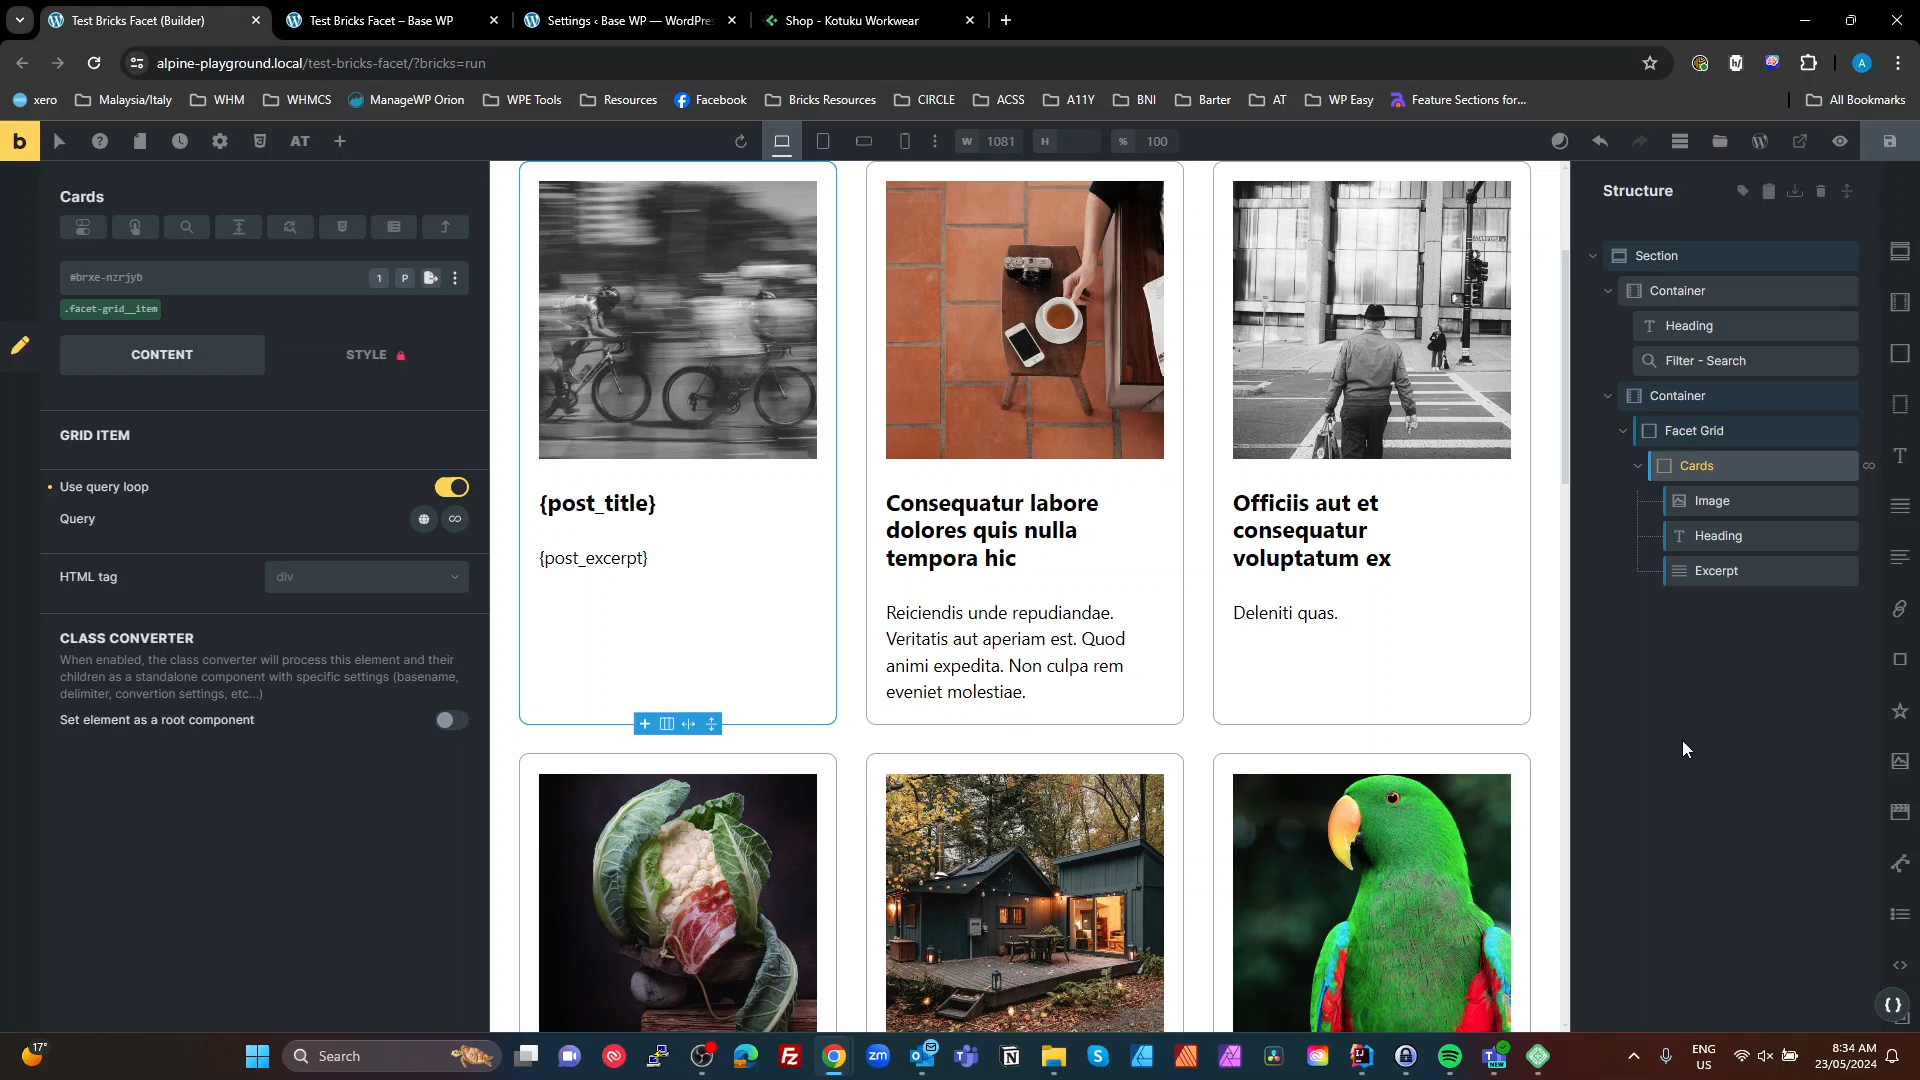 Test Bricks Facet (Builder)
Test Bricks Facet – Base WP
Settings ‹ Base WP — WordPre
Shop - Kotuku Workwear
alpine-playground.local/test-bricks-facet/?bricks=run
A
xero
Malaysia/Italy
WHM
WHMCS
ManageWP Orion
WPE Tools
Resources
Facebook
Bricks Resources
CIRCLE
ACSS
A11Y
BNI
Barter
AT
WP Easy
Feature Sections for...
All Bookmarks
b
AT
W 1081
H
% 100
Cards
#brxe-nzrjyb
1
P
.facet-grid__item
CONTENT
STYLE
GRID ITEM
Use query loop
Query
HTML tag
div
CLASS CONVERTER
When enabled, the class converter will process this element and their
children as a standalone component with specific settings (basename,
delimiter, convertion settings, etc...)
Set element as a root component
{post_title}
{post_excerpt}
Consequatur labore
dolores quis nulla
tempora hic
Reiciendis unde repudiandae.
Veritatis aut aperiam est. Quod
animi expedita. Non culpa rem
eveniet molestiae.
Officiis aut et
consequatur
voluptatum ex
Deleniti quas.
Structure
Section
Container
Heading
Filter - Search
Container
Facet Grid
Cards
Image
Heading
Excerpt
17°
Search
ENG
US
8:34 AM
23/05/2024